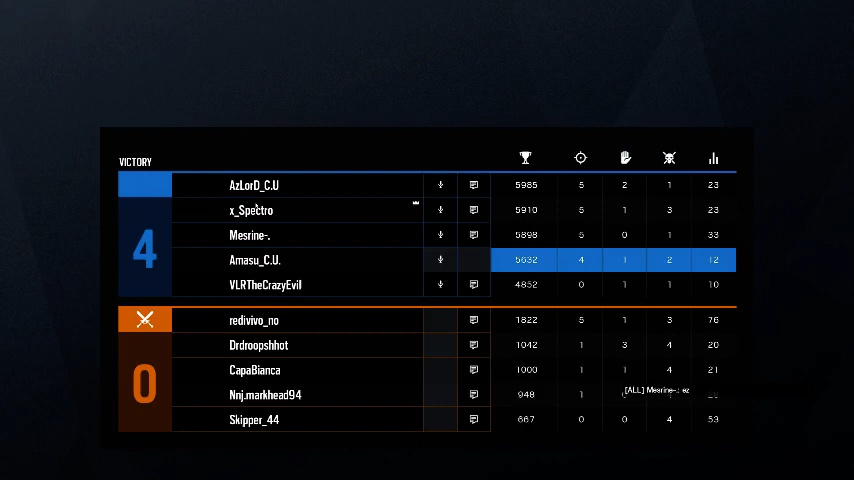 VICTORY
AzLorD_C.U 5985 5 2 1 23
x_Spectro 5910 5 1 3 23
4 Mesrine-. 5898 5 0 1 33
Amasu_C.U. 5632 4 1 2 12
VLRTheCrazyEvil 4852 0 1 1 10
redivivo_no 1822 5 1 3 76
Drdroopshhot 1042 1 3 4 20
0 CapaBianca 1000 1 1 4 21
Nnj.markhead94 948 1
[ALL] Mesrine-.: ez
Skipper_44 667 0 0 4 53